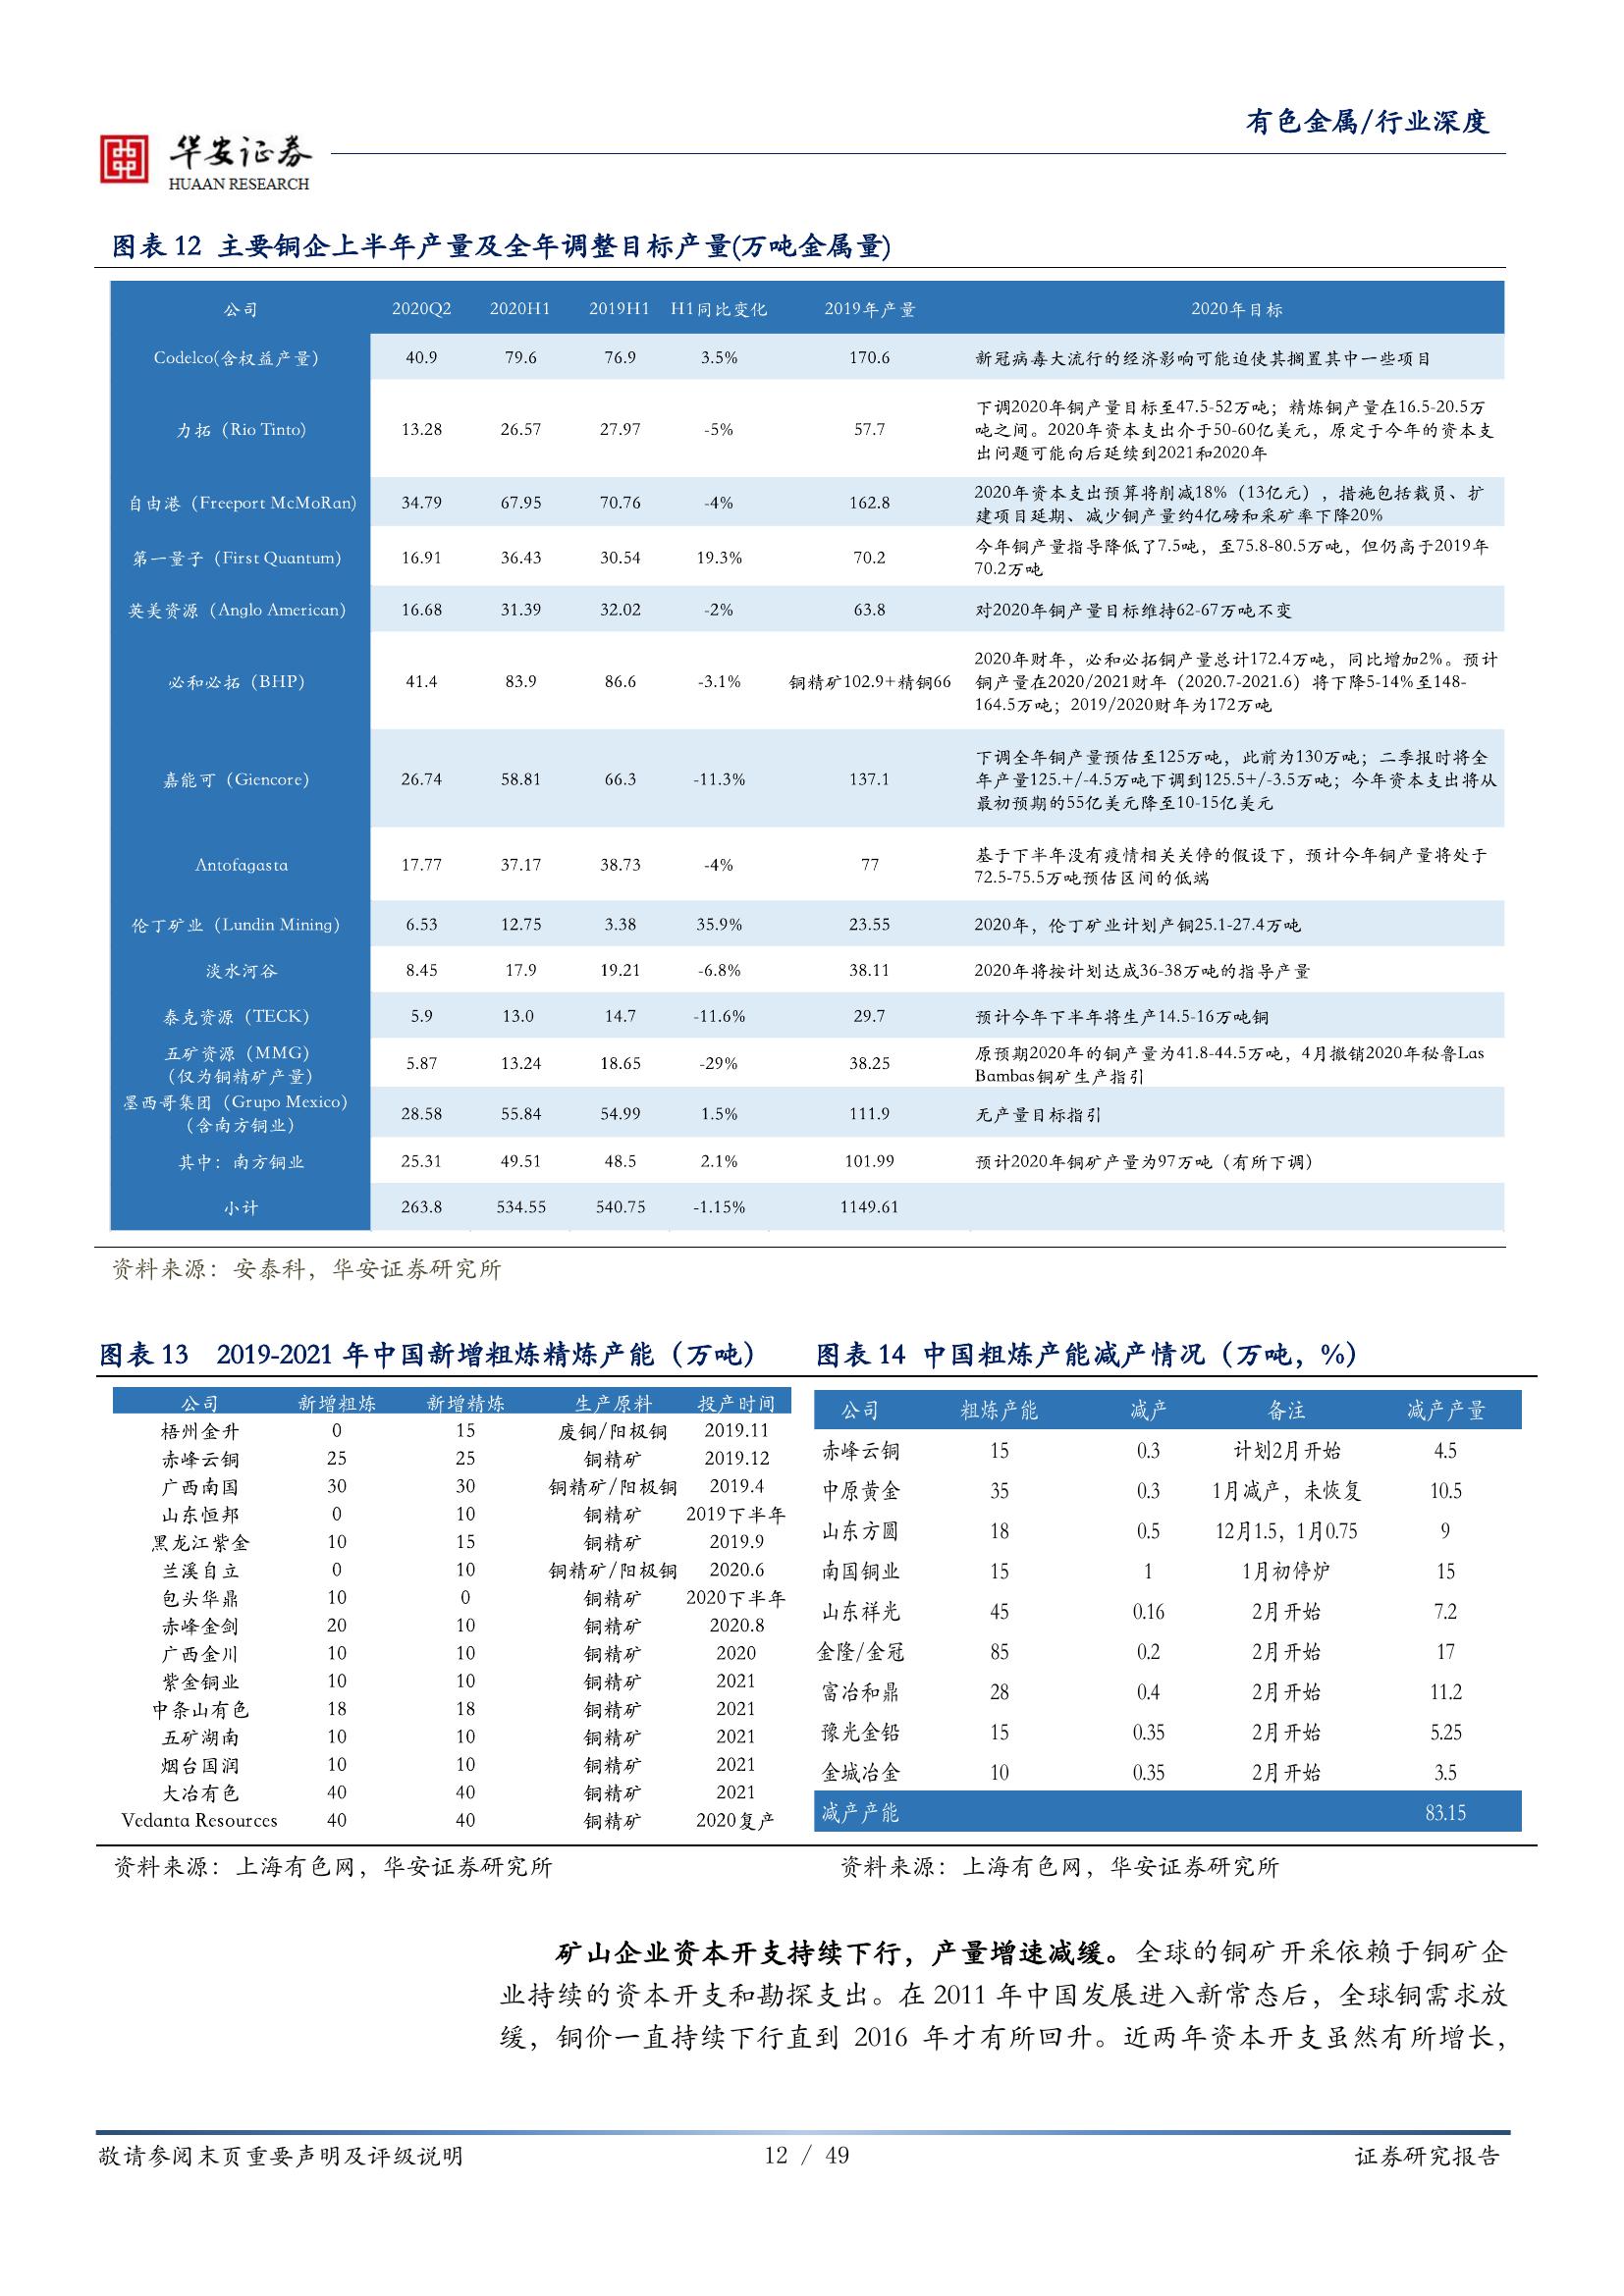 有色金属/行业深度
华安证券
HUAAN RESEARCH
图表 12 主要铜企上半年产量及全年调整目标产量(万吨金属量)
公司 2020Q2 2020H1 2019H1 H1同比变化 2019年产量 2020年目标
Codelco(含权益产量) 40.9 79.6 76.9 3.5% 170.6 新冠病毒大流行的经济影响可能迫使其搁置其中一些项目
力拓（Rio Tinto) 13.28 26.57 27.97 -5% 57.7 下调2020年铜产量目标至47.5-52万吨；精炼铜产量在16.5-20.5万
吨之间。2020年资本支出介于50-60亿美元，原定于今年的资本支
出问题可能向后延续到2021和2020年
自由港（Freeport McMoRan) 34.79 67.95 70.76 -4% 162.8 2020年资本支出预算将削减18%（13亿元），措施包括裁员、扩
建项目延期、减少铜产量约4亿磅和采矿率下降20%
第一量子（First Quantum） 16.91 36.43 30.54 19.3% 70.2 今年铜产量指导降低了7.5吨，至75.8-80.5万吨，但仍高于2019年
70.2万吨
英美资源（Anglo American） 16.68 31.39 32.02 -2% 63.8 对2020年铜产量目标维持62-67万吨不变
必和必拓（BHP） 41.4 83.9 86.6 -3.1% 铜精矿102.9+精铜66 2020年财年，必和必拓铜产量总计172.4万吨，同比增加2%。预计
铜产量在2020/2021财年（2020.7-2021.6）将下降5-14%至148-
164.5万吨；2019/2020财年为172万吨
嘉能可（Giencore） 26.74 58.81 66.3 -11.3% 137.1 下调全年铜产量预估至125万吨，此前为130万吨；二季报时将全
年产量125.+/-4.5万吨下调到125.5+/-3.5万吨；今年资本支出将从
最初预期的55亿美元降至10-15亿美元
Antofagasta 17.77 37.17 38.73 -4% 77 基于下半年没有疫情相关关停的假设下，预计今年铜产量将处于
72.5-75.5万吨预估区间的低端
伦丁矿业（Lundin Mining） 6.53 12.75 3.38 35.9% 23.55 2020年，伦丁矿业计划产铜25.1-27.4万吨
淡水河谷 8.45 17.9 19.21 -6.8% 38.11 2020年将按计划达成36-38万吨的指导产量
泰克资源（TECK） 5.9 13.0 14.7 -11.6% 29.7 预计今年下半年将生产14.5-16万吨铜
五矿资源（MMG）
（仅为铜精矿产量） 5.87 13.24 18.65 -29% 38.25 原预期2020年的铜产量为41.8-44.5万吨，4月撤销2020年秘鲁Las
Bambas铜矿生产指引
墨西哥集团（Grupo Mexico）
（含南方铜业） 28.58 55.84 54.99 1.5% 111.9 无产量目标指引
其中：南方铜业 25.31 49.51 48.5 2.1% 101.99 预计2020年铜矿产量为97万吨（有所下调）
小计 263.8 534.55 540.75 -1.15% 1149.61
资料来源：安泰科，华安证券研究所
图表 13 2019-2021 年中国新增粗炼精炼产能（万吨）
公司 新增粗炼 新增精炼 生产原料 投产时间
梧州金升 0 15 废铜/阳极铜 2019.11
赤峰云铜 25 25 铜精矿 2019.12
广西南国 30 30 铜精矿/阳极铜 2019.4
山东恒邦 0 10 铜精矿 2019下半年
黑龙江紫金 10 15 铜精矿 2019.9
兰溪自立 0 10 铜精矿/阳极铜 2020.6
包头华鼎 10 0 铜精矿 2020下半年
赤峰金剑 20 10 铜精矿 2020.8
广西金川 10 10 铜精矿 2020
紫金铜业 10 10 铜精矿 2021
中条山有色 18 18 铜精矿 2021
五矿湖南 10 10 铜精矿 2021
烟台国润 10 10 铜精矿 2021
大冶有色 40 40 铜精矿 2021
Vedanta Resources 40 40 铜精矿 2020复产
资料来源：上海有色网，华安证券研究所
图表 14 中国粗炼产能减产情况（万吨，%）
公司 粗炼产能 减产 备注 减产产量
赤峰云铜 15 0.3 计划2月开始 4.5
中原黄金 35 0.3 1月减产，未恢复 10.5
山东方圆 18 0.5 12月1.5，1月0.75 9
南国铜业 15 1 1月初停炉 15
山东祥光 45 0.16 2月开始 7.2
金隆/金冠 85 0.2 2月开始 17
富冶和鼎 28 0.4 2月开始 11.2
豫光金铅 15 0.35 2月开始 5.25
金城冶金 10 0.35 2月开始 3.5
减产产能 83.15
资料来源：上海有色网，华安证券研究所
矿山企业资本开支持续下行，产量增速减缓。全球的铜矿开采依赖于铜矿企
业持续的资本开支和勘探支出。在 2011 年中国发展进入新常态后，全球铜需求放
缓，铜价一直持续下行直到 2016 年才有所回升。近两年资本开支虽然有所增长，
敬请参阅末页重要声明及评级说明 12 / 49 证券研究报告